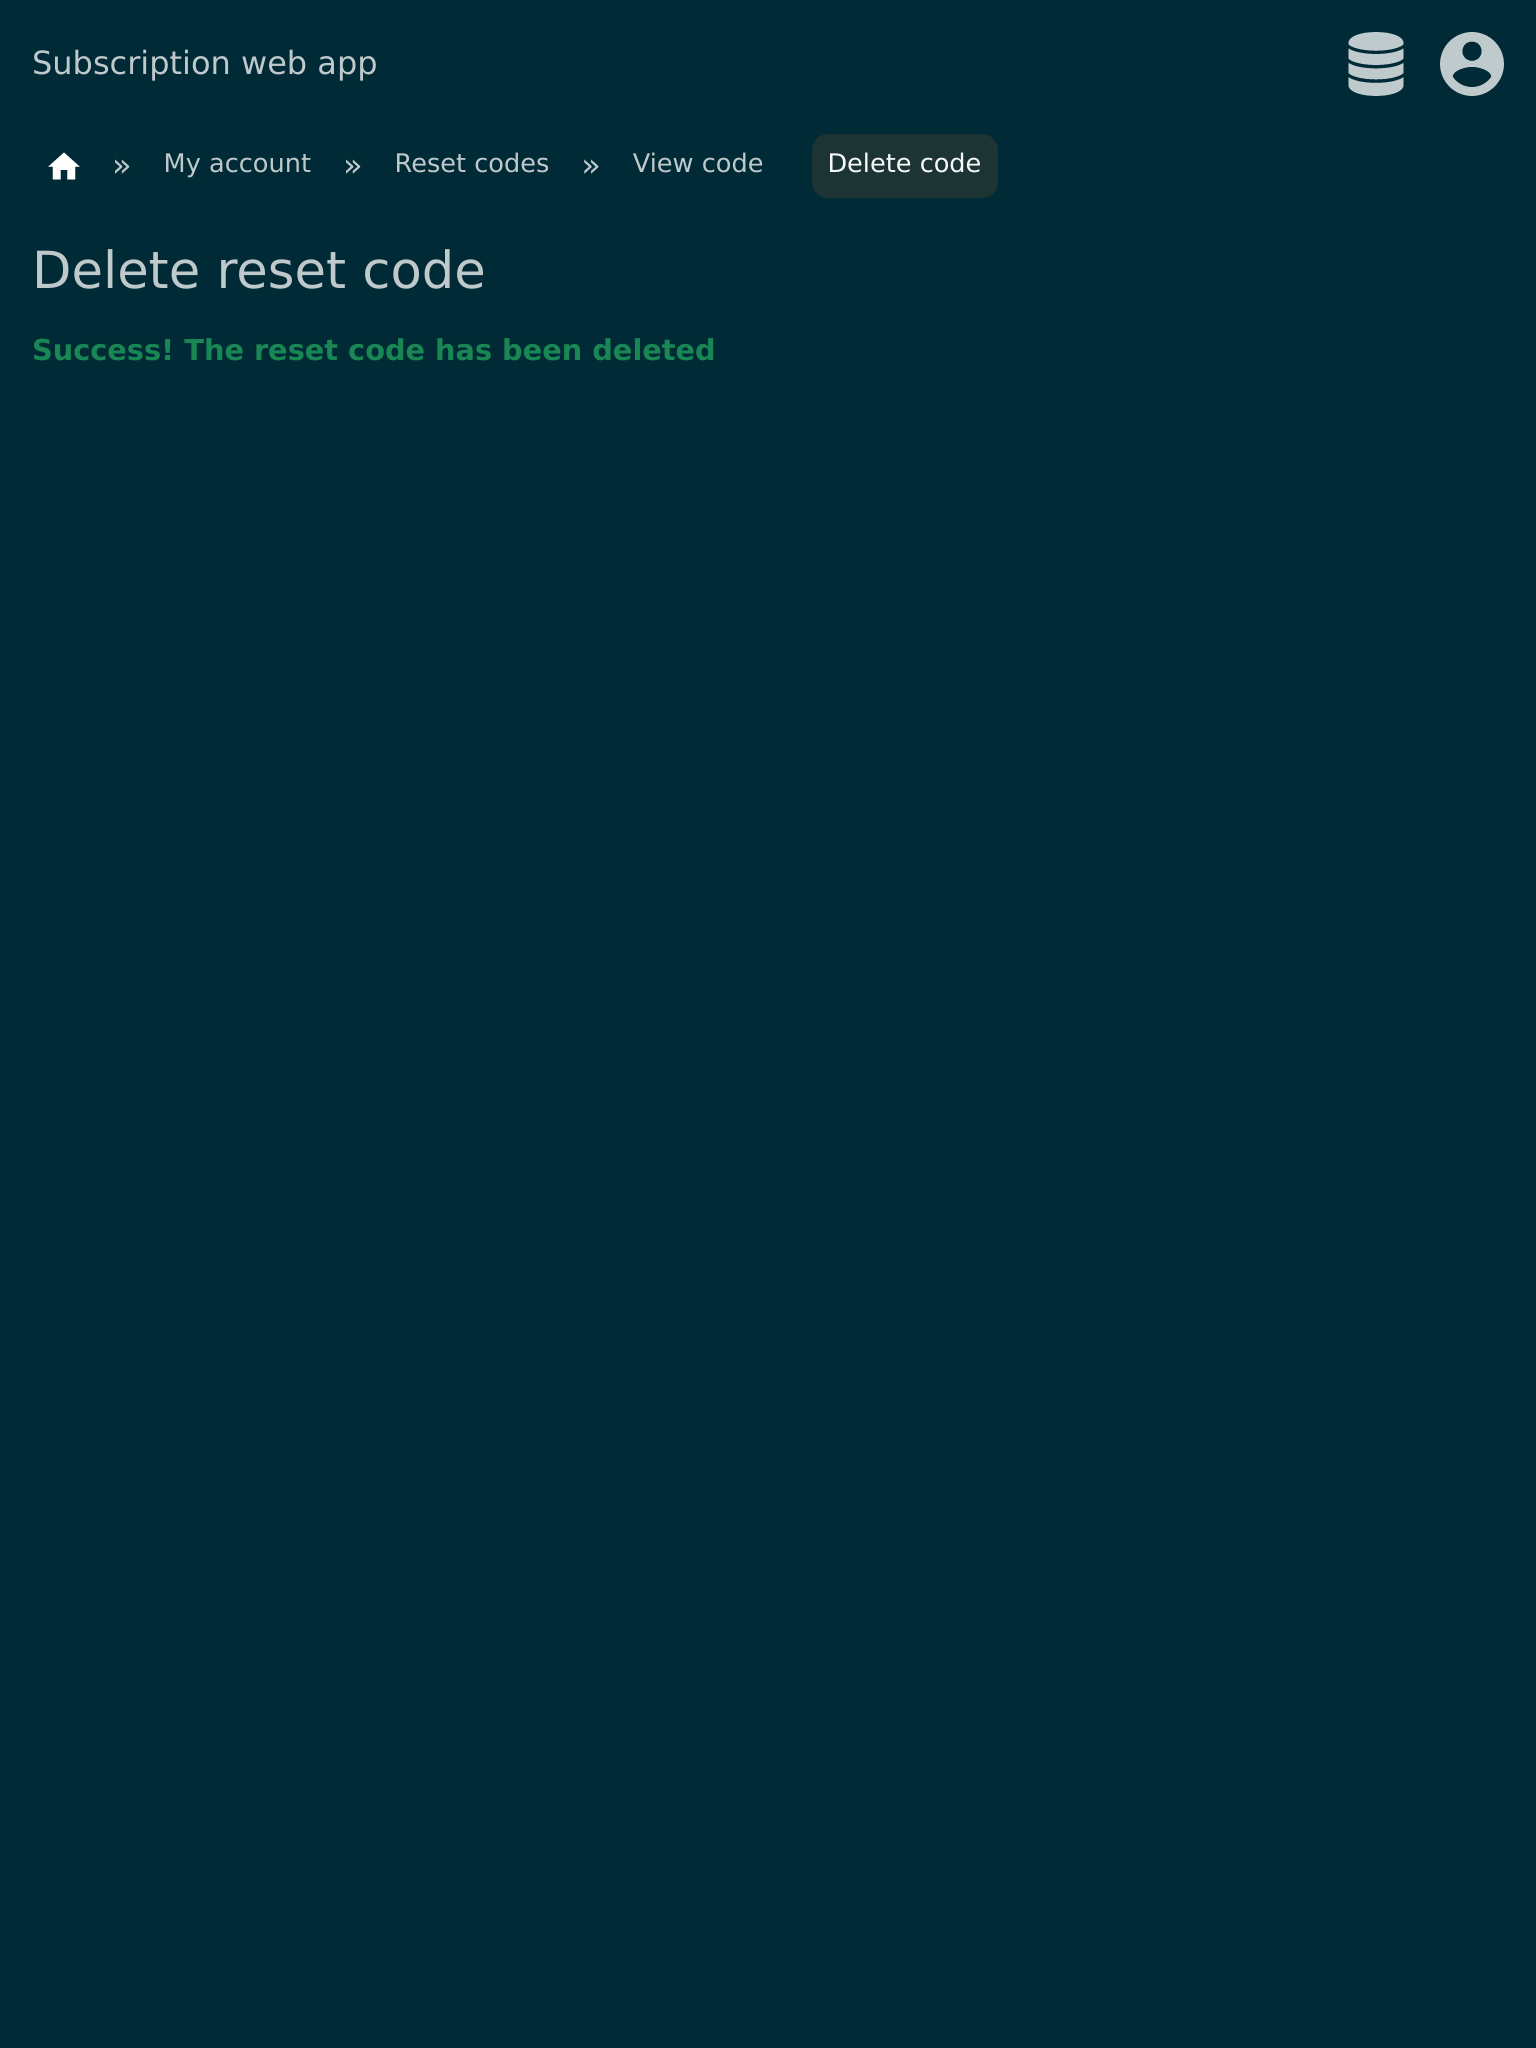 Subscription web app
» My account » Reset codes » View code Delete code
Delete reset code
Success! The reset code has been deleted